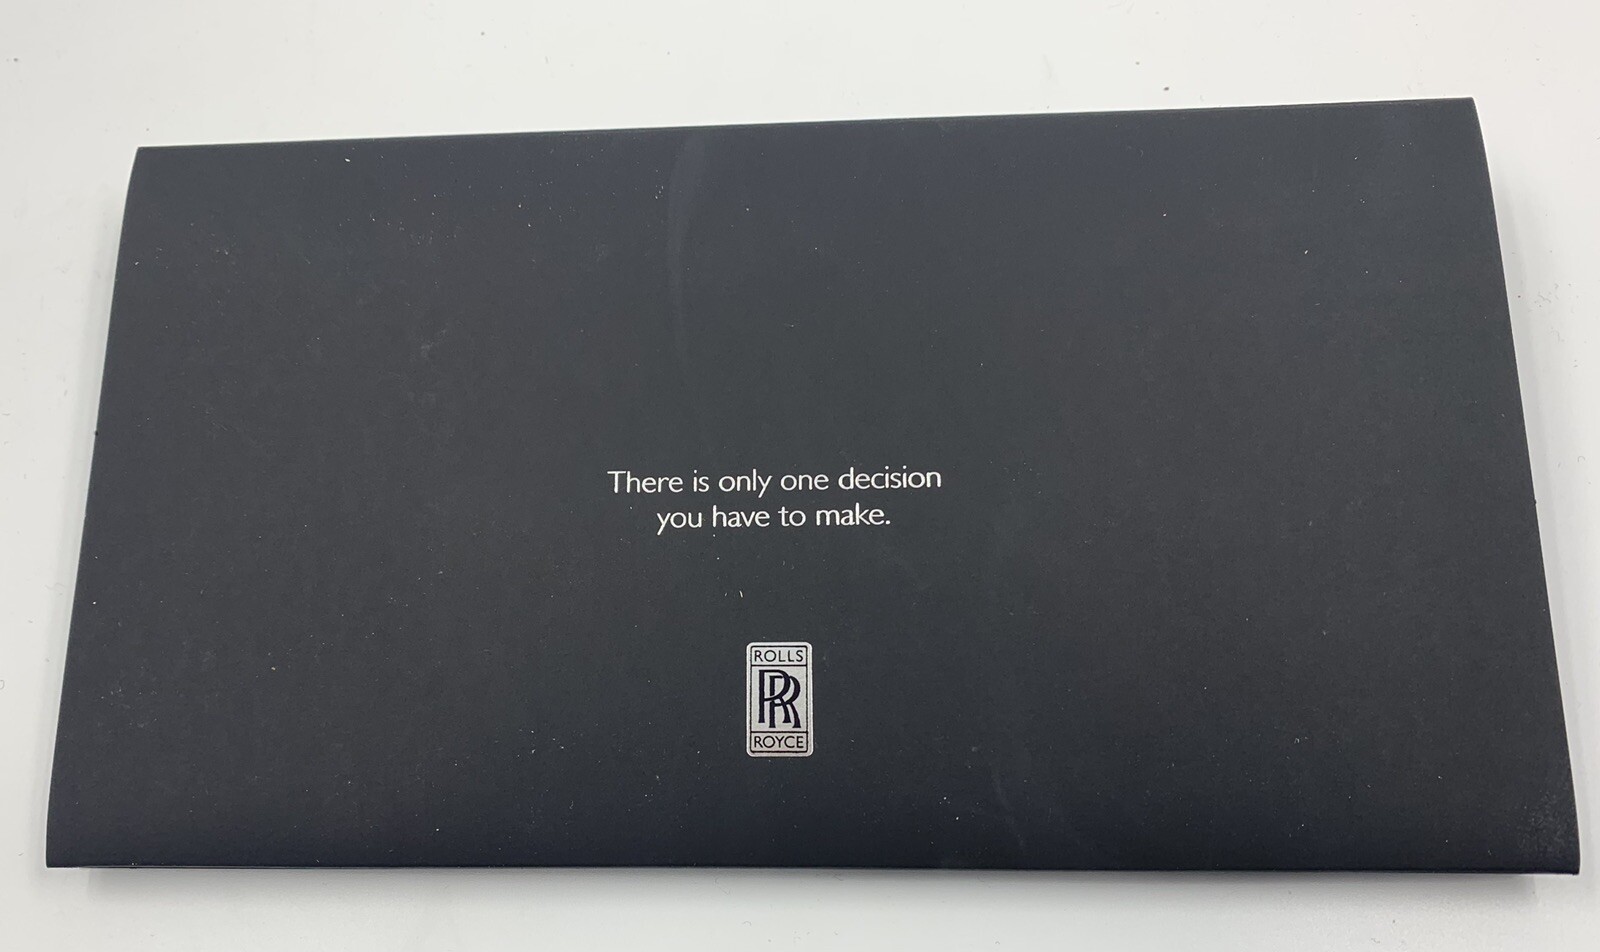 There is only one decision
you have to make.
ROLLS
RR
ROYCE